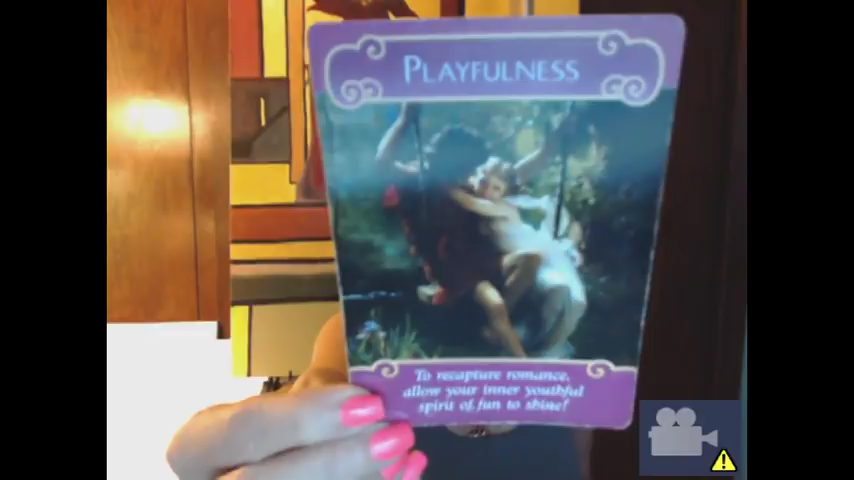 PLAYFULNESS
To recapture romance,
allow your inner youthful
spirit of fun to shine!